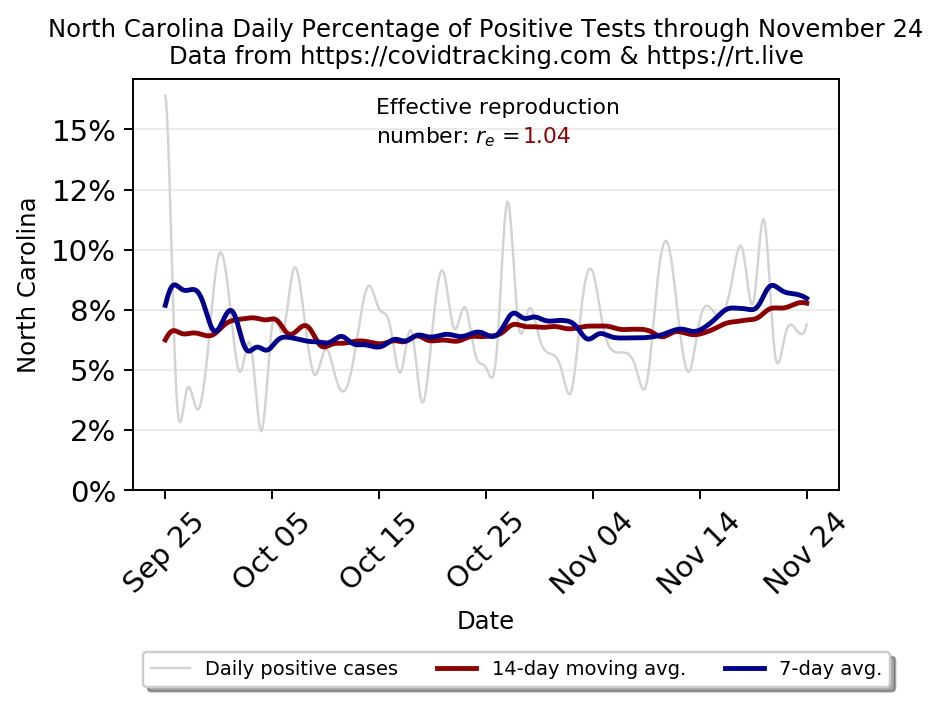 North Carolina Daily Percentage of Positive Tests through November 24
Data from https://covidtracking.com & https://rt.live
Effective reproduction
number: rₑ =1.04
15%
12%
10%
8%
5%
2%
0%
North Carolina
Sep 25
Oct 05
Oct 15
Oct 25
Nov 04
Nov 14
Nov 24
Date
Daily positive cases
14-day moving avg.
7-day avg.